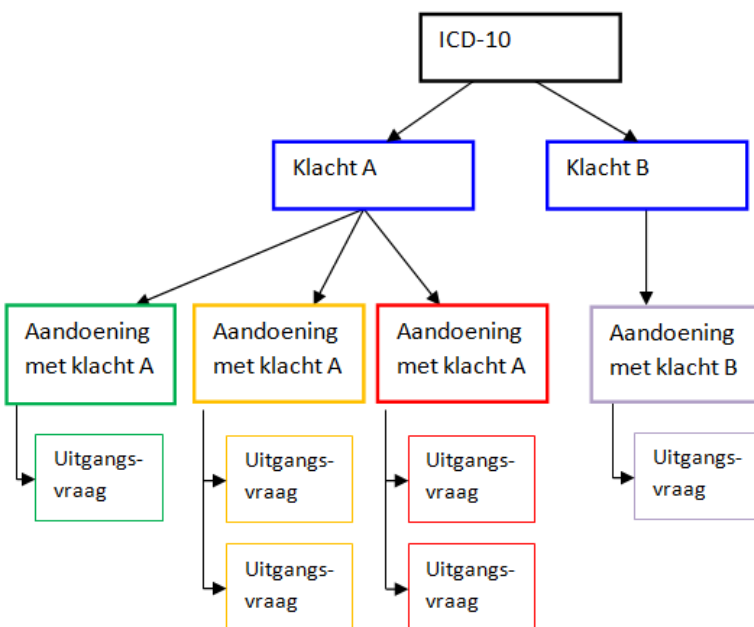 ICD-10
Klacht A
Klacht B
Aandoening
met klacht A
Aandoening
met klacht A
Aandoening
met klacht A
Aandoening
met klacht B
Uitgangs-
vraag
Uitgangs-
vraag
Uitgangs-
vraag
Uitgangs-
vraag
Uitgangs-
vraag
Uitgangs-
vraag